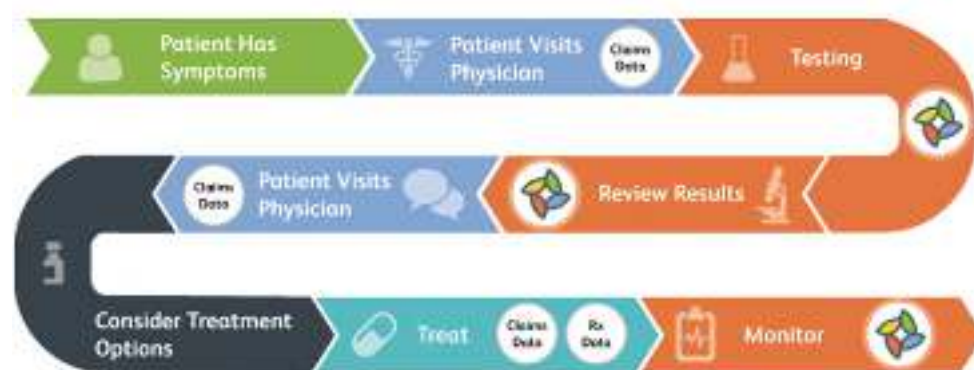 Patient Has
Symptoms
Patient Visits
Physician
Claims
Data
Testing
Claims
Data
Patient Visits
Physician
Review Results
Consider Treatment
Options
Treat
Claims
Data
Rx
Data
Monitor